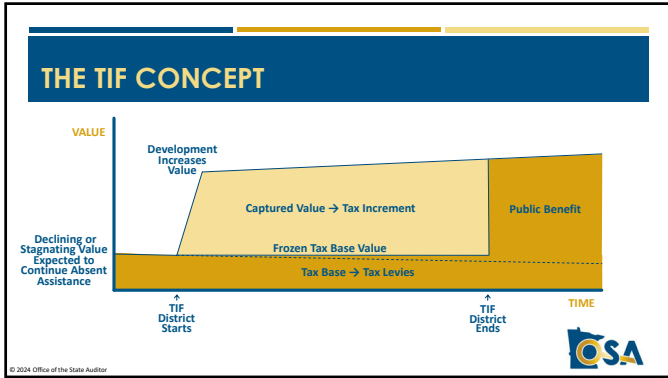 THE TIF CONCEPT
VALUE
Development
Increases
Value
Captured Value → Tax Increment
Public Benefit
Declining or
Stagnating Value
Expected to
Continue Absent
Assistance
Frozen Tax Base Value
Tax Base → Tax Levies
TIME
↑
TIF
District
Starts
↑
TIF
District
Ends
OSA
© 2024 Office of the State Auditor